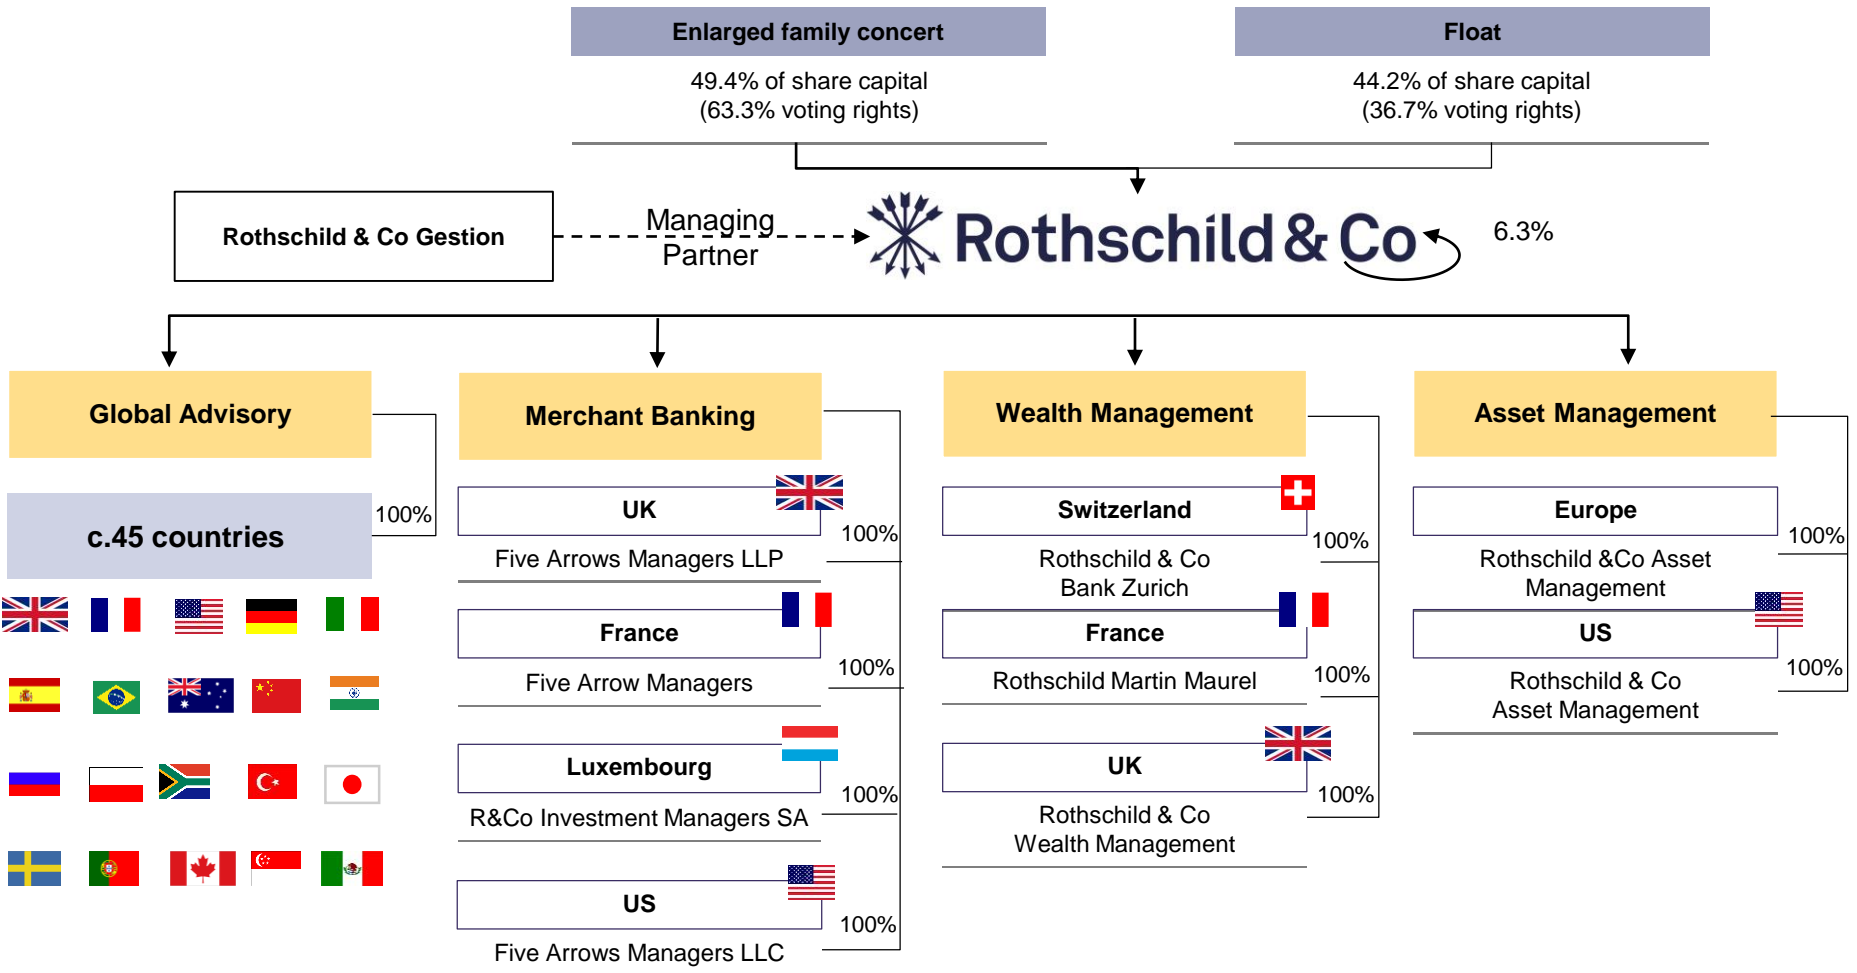 Enlarged family concert
49.4% of share capital
(63.3% voting rights)
Float
44.2% of share capital
(36.7% voting rights)
Rothschild & Co Gestion
Managing
Partner
Rothschild & Co
6.3%
Global Advisory
100%
c.45 countries
Merchant Banking
UK
100%
Five Arrows Managers LLP
France
100%
Five Arrow Managers
Luxembourg
100%
R&Co Investment Managers SA
US
100%
Five Arrows Managers LLC
Wealth Management
Switzerland
100%
Rothschild & Co
Bank Zurich
France
100%
Rothschild Martin Maurel
UK
100%
Rothschild & Co
Wealth Management
Asset Management
Europe
100%
Rothschild &Co Asset
Management
US
100%
Rothschild & Co
Asset Management